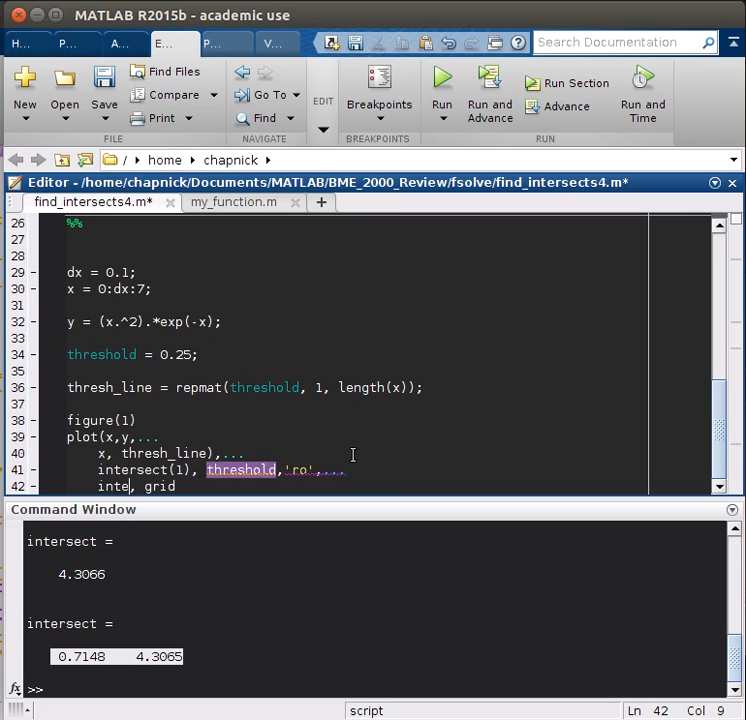 MATLAB R2015b - academic use
H... P... A... E... P... V... Search Documentation
New Open Save Find Files Compare Print Go To Find EDIT Breakpoints Run Run and Advance Run Section Advance Run and Time
FILE NAVIGATE BREAKPOINTS RUN
/ home chapnick
Editor - /home/chapnick/Documents/MATLAB/BME_2000_Review/fsolve/find_intersects4.m*
find_intersects4.m* my_function.m
26 %%
27
28
29 - dx = 0.1;
30 - x = 0:dx:7;
31
32 - y = (x.^2).*exp(-x);
33
34 - threshold = 0.25;
35
36 - thresh_line = repmat(threshold, 1, length(x));
37
38 - figure(1)
39 - plot(x,y,...
40 - x, thresh_line),...
41 - intersect(1), threshold,'ro',...
42 - inte, grid
Command Window
intersect =
4.3066
intersect =
0.7148 4.3065
fx >>
script Ln 42 Col 9